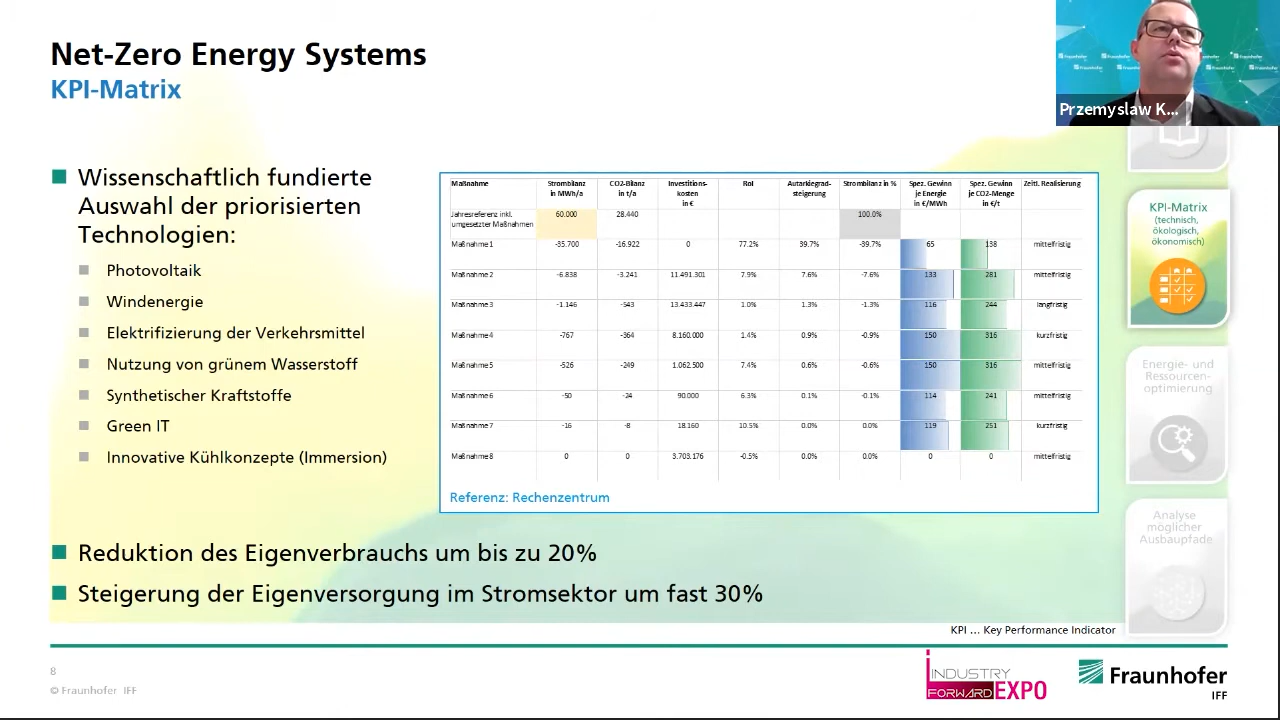 Net-Zero Energy Systems
KPI-Matrix
Przemyslaw K...
Wissenschaftlich fundierte
Auswahl der priorisierten
Technologien:
Photovoltaik
Windenergie
Elektrifizierung der Verkehrsmittel
Nutzung von grünem Wasserstoff
Synthetischer Kraftstoffe
Green IT
Innovative Kühlkonzepte (Immersion)
Maßnahme Strombilanz in MWh/a CO2-Bilanz in t/a Investitions-kosten in € RoI Autarkiegrad-steigerung Strombilanz in % Spez. Gewinn je Energie in €/MWh Spez. Gewinn je CO2-Menge in €/t Zeitl. Realisierung
Jahresreferenz inkl. umgesetzter Maßnahmen 60.000 28.440 100.0%
Maßnahme 1 -35.700 -16.922 0 77.2% 39.7% -39.7% 65 138 mittelfristig
Maßnahme 2 -6.838 -3.241 11.491.301 7.9% 7.6% -7.6% 133 281 mittelfristig
Maßnahme 3 -1.146 -543 13.433.447 1.0% 1.3% -1.3% 116 244 langfristig
Maßnahme 4 -767 -364 8.160.000 1.4% 0.9% -0.9% 150 316 kurzfristig
Maßnahme 5 -526 -249 1.062.500 7.4% 0.6% -0.6% 150 316 mittelfristig
Maßnahme 6 -50 -24 90.000 6.3% 0.1% -0.1% 114 241 mittelfristig
Maßnahme 7 -16 -8 18.160 10.5% 0.0% 0.0% 119 251 kurzfristig
Maßnahme 8 0 0 3.703.176 -0.5% 0.0% 0.0% 0 0 mittelfristig
Referenz: Rechenzentrum
KPI-Matrix
(technisch,
ökologisch,
ökonomisch)
Energie- und
Ressourcen-
optimierung
Analyse
möglicher
Ausbaupfade
Reduktion des Eigenverbrauchs um bis zu 20%
Steigerung der Eigenversorgung im Stromsektor um fast 30%
KPI ... Key Performance Indicator
8
© Fraunhofer IFF
INDUSTRY
FORWARD EXPO
Fraunhofer
IFF